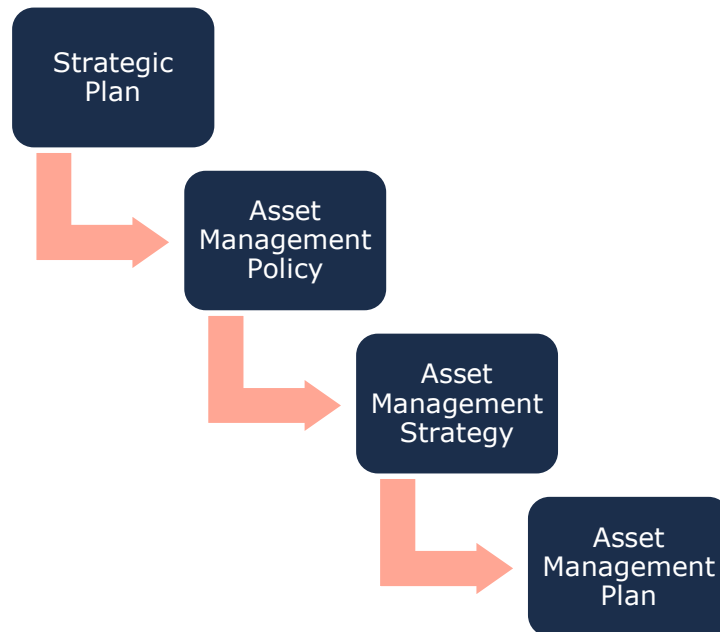 Strategic
Plan
Asset
Management
Policy
Asset
Management
Strategy
Asset
Management
Plan